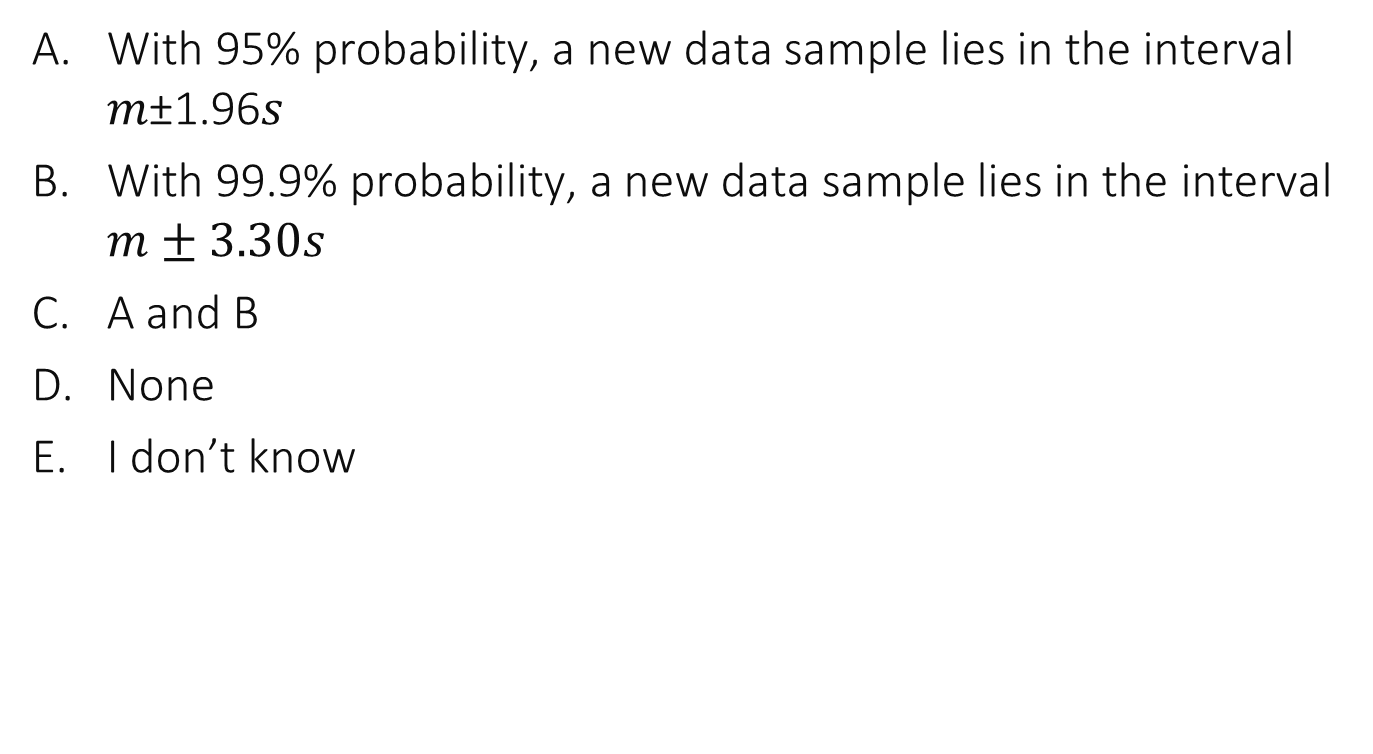 A. With 95% probability, a new data sample lies in the interval
m±1.96s
B. With 99.9% probability, a new data sample lies in the interval
m ± 3.30s
C. A and B
D. None
E. I don’t know